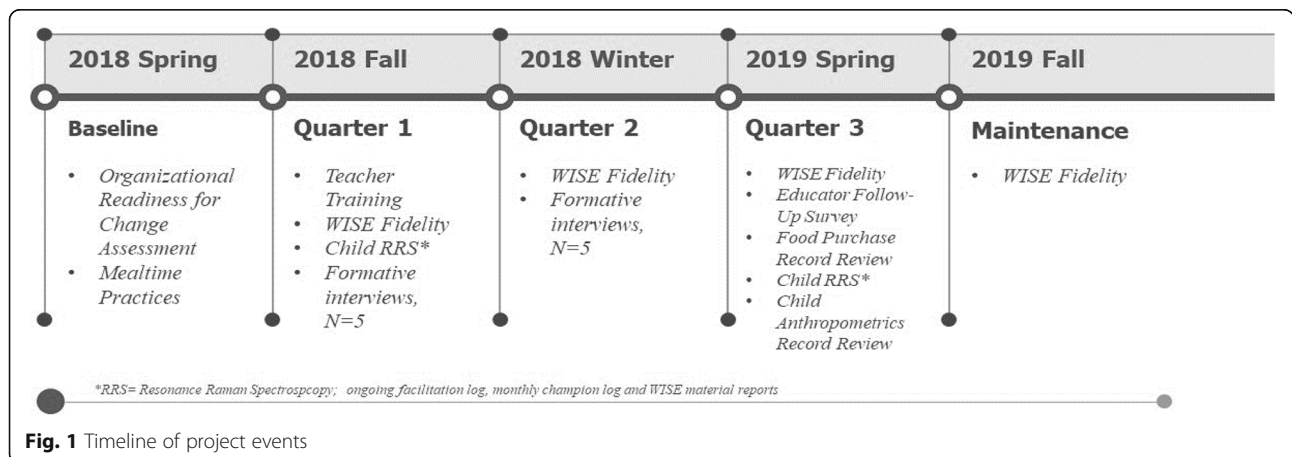 2018 Spring
2018 Fall
2018 Winter
2019 Spring
2019 Fall
Baseline
• Organizational
Readiness for
Change
Assessment
• Mealtime
Practices
Quarter 1
• Teacher
Training
• WISE Fidelity
• Child RRS*
• Formative
interviews,
N=5
Quarter 2
• WISE Fidelity
• Formative
interviews,
N=5
Quarter 3
• WISE Fidelity
• Educator Follow-
Up Survey
• Food Purchase
Record Review
• Child RRS*
• Child
Anthropometrics
Record Review
Maintenance
• WISE Fidelity
*RRS= Resonance Raman Spectrospcopy; ongoing facilitation log, monthly champion log and WISE material reports
Fig. 1 Timeline of project events